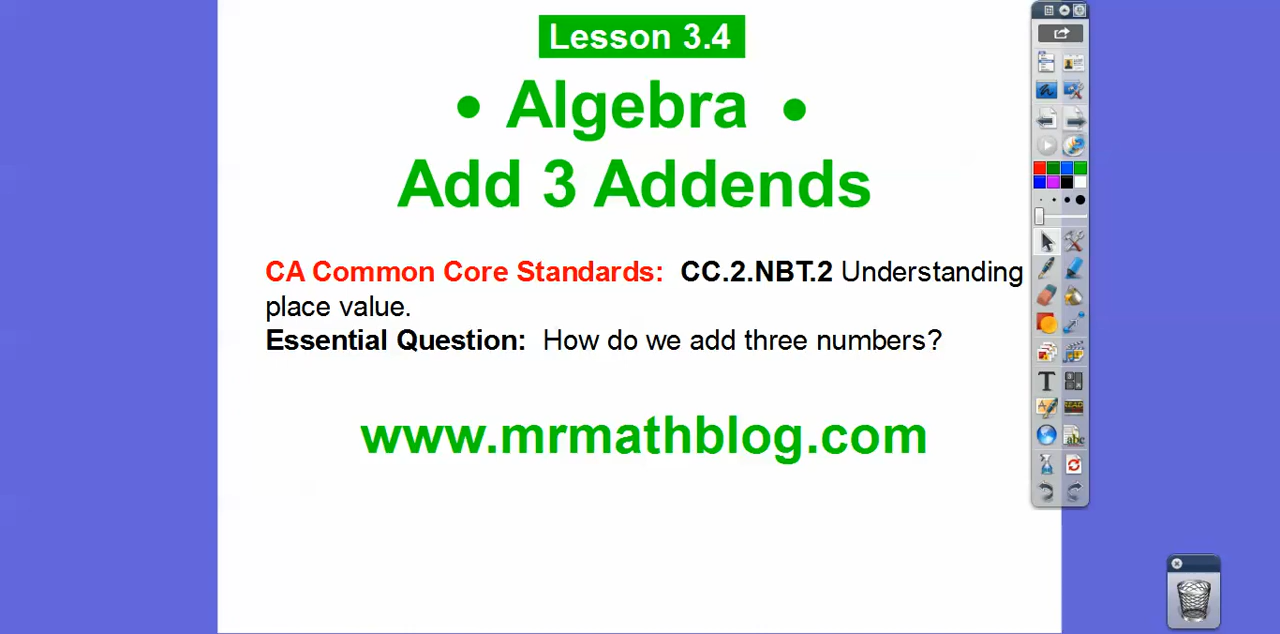 Lesson 3.4
• Algebra •
Add 3 Addends
CA Common Core Standards: CC.2.NBT.2 Understanding
place value.
Essential Question: How do we add three numbers?
www.mrmathblog.com
T
abc